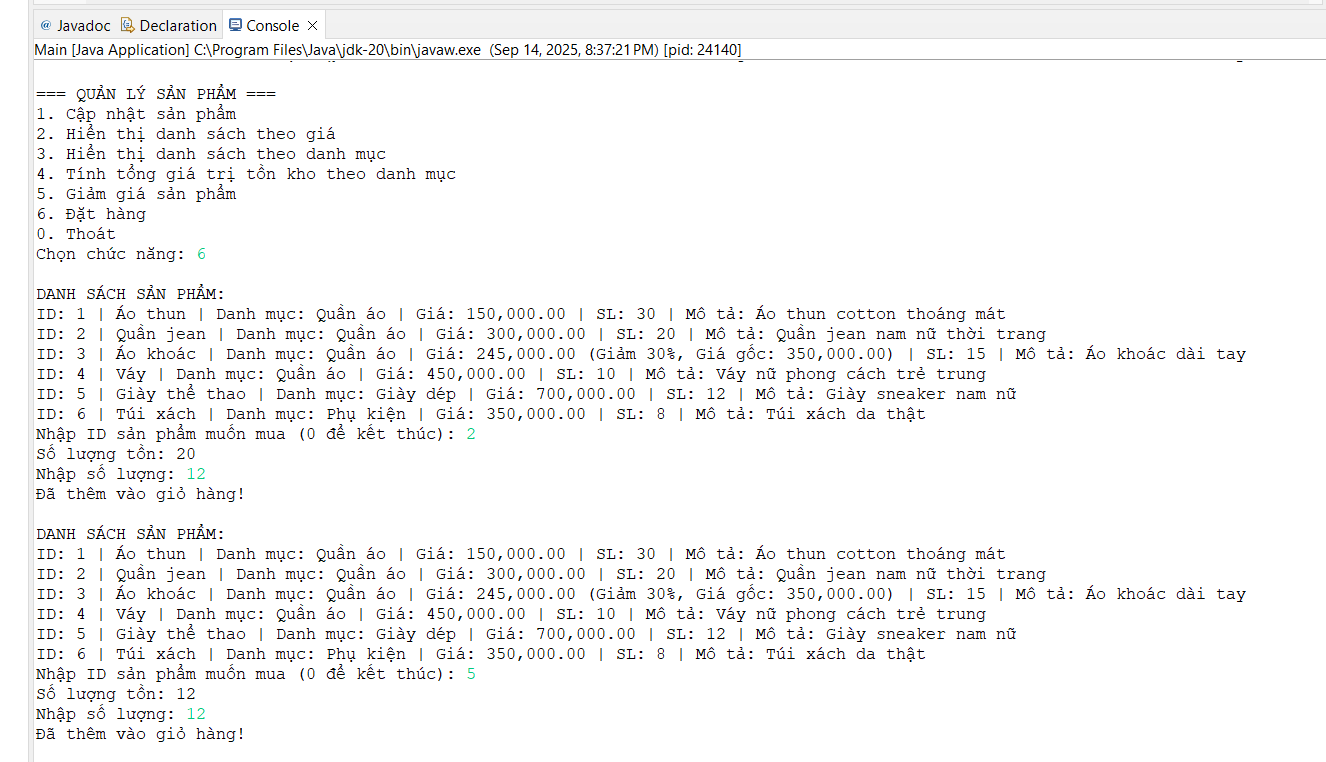 @ Javadoc Declaration Console ×
Main [Java Application] C:\Program Files\Java\jdk-20\bin\javaw.exe (Sep 14, 2025, 8:37:21 PM) [pid: 24140]
=== QUẢN LÝ SẢN PHẨM ===
1. Cập nhật sản phẩm
2. Hiển thị danh sách theo giá
3. Hiển thị danh sách theo danh mục
4. Tính tổng giá trị tồn kho theo danh mục
5. Giảm giá sản phẩm
6. Đặt hàng
0. Thoát
Chọn chức năng: 6
DANH SÁCH SẢN PHẨM:
ID: 1 | Áo thun | Danh mục: Quần áo | Giá: 150,000.00 | SL: 30 | Mô tả: Áo thun cotton thoáng mát
ID: 2 | Quần jean | Danh mục: Quần áo | Giá: 300,000.00 | SL: 20 | Mô tả: Quần jean nam nữ thời trang
ID: 3 | Áo khoác | Danh mục: Quần áo | Giá: 245,000.00 (Giảm 30%, Giá gốc: 350,000.00) | SL: 15 | Mô tả: Áo khoác dài tay
ID: 4 | Váy | Danh mục: Quần áo | Giá: 450,000.00 | SL: 10 | Mô tả: Váy nữ phong cách trẻ trung
ID: 5 | Giày thể thao | Danh mục: Giày dép | Giá: 700,000.00 | SL: 12 | Mô tả: Giày sneaker nam nữ
ID: 6 | Túi xách | Danh mục: Phụ kiện | Giá: 350,000.00 | SL: 8 | Mô tả: Túi xách da thật
Nhập ID sản phẩm muốn mua (0 để kết thúc): 2
Số lượng tồn: 20
Nhập số lượng: 12
Đã thêm vào giỏ hàng!
DANH SÁCH SẢN PHẨM:
ID: 1 | Áo thun | Danh mục: Quần áo | Giá: 150,000.00 | SL: 30 | Mô tả: Áo thun cotton thoáng mát
ID: 2 | Quần jean | Danh mục: Quần áo | Giá: 300,000.00 | SL: 20 | Mô tả: Quần jean nam nữ thời trang
ID: 3 | Áo khoác | Danh mục: Quần áo | Giá: 245,000.00 (Giảm 30%, Giá gốc: 350,000.00) | SL: 15 | Mô tả: Áo khoác dài tay
ID: 4 | Váy | Danh mục: Quần áo | Giá: 450,000.00 | SL: 10 | Mô tả: Váy nữ phong cách trẻ trung
ID: 5 | Giày thể thao | Danh mục: Giày dép | Giá: 700,000.00 | SL: 12 | Mô tả: Giày sneaker nam nữ
ID: 6 | Túi xách | Danh mục: Phụ kiện | Giá: 350,000.00 | SL: 8 | Mô tả: Túi xách da thật
Nhập ID sản phẩm muốn mua (0 để kết thúc): 5
Số lượng tồn: 12
Nhập số lượng: 12
Đã thêm vào giỏ hàng!